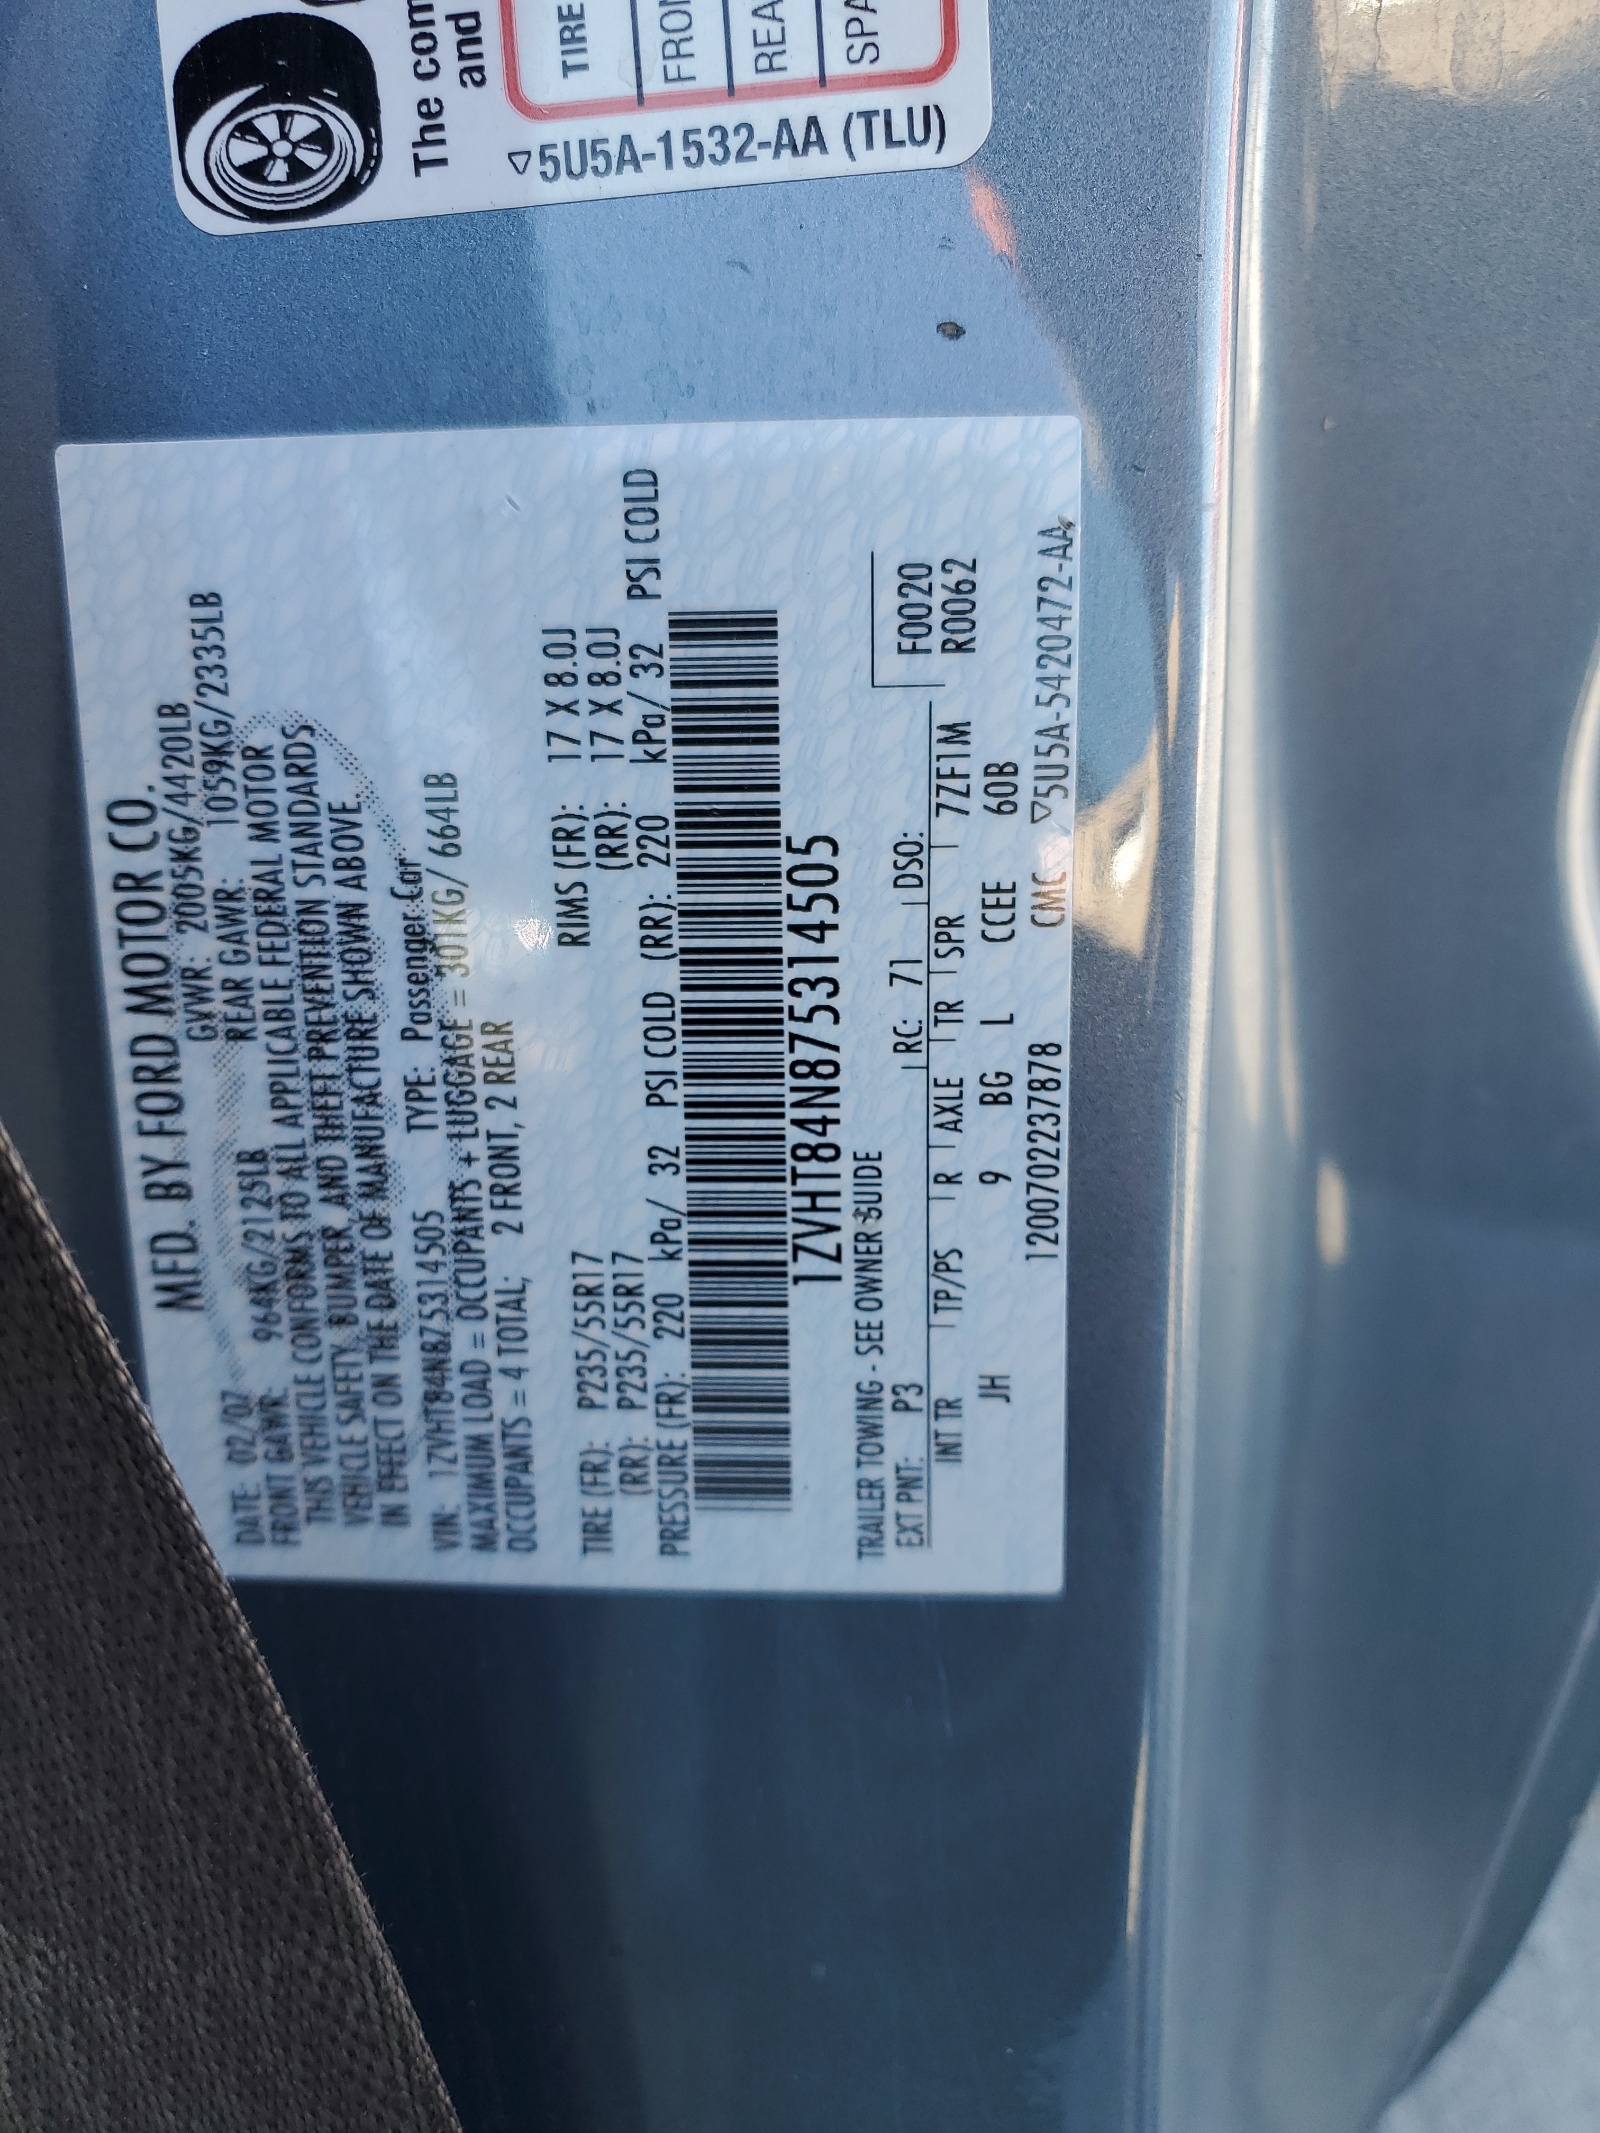 MFD. BY FORD MOTOR CO.
DATE: 02/07 GVWR: 2005KG/4420LB
FRONT GAWR: 964KG/2125LB REAR GAWR: 1059KG/2335LB
THIS VEHICLE CONFORMS TO ALL APPLICABLE FEDERAL MOTOR
VEHICLE SAFETY, BUMPER, AND THEFT PREVENTION STANDARDS
IN EFFECT ON THE DATE OF MANUFACTURE SHOWN ABOVE.
VIN: 1ZVHT84N875314505 TYPE: Passenger Car
MAXIMUM LOAD = OCCUPANTS + LUGGAGE = 301KG/ 664LB
OCCUPANTS = 4 TOTAL; 2 FRONT, 2 REAR
TIRE (FR): P235/55R17 RIMS (FR): 17 X 8.0J
(RR): P235/55R17 (RR): 17 X 8.0J
PRESSURE (FR): 220 kPa/ 32 PSI COLD (RR): 220 kPa/ 32 PSI COLD
1ZVHT84N875314505
TRAILER TOWING - SEE OWNER GUIDE
EXT PNT: P3 RC: 71 DSO: F0020
R0062
INT TR TP/PS R AXLE TR SPR 7ZF1M
JH 9 BG L CCEE 60B
12007022378 78 CMC ▽5U5A-5420472-AA
The com
and
TIRE
FRON
REA
SPA
▽5U5A-1532-AA (TLU)